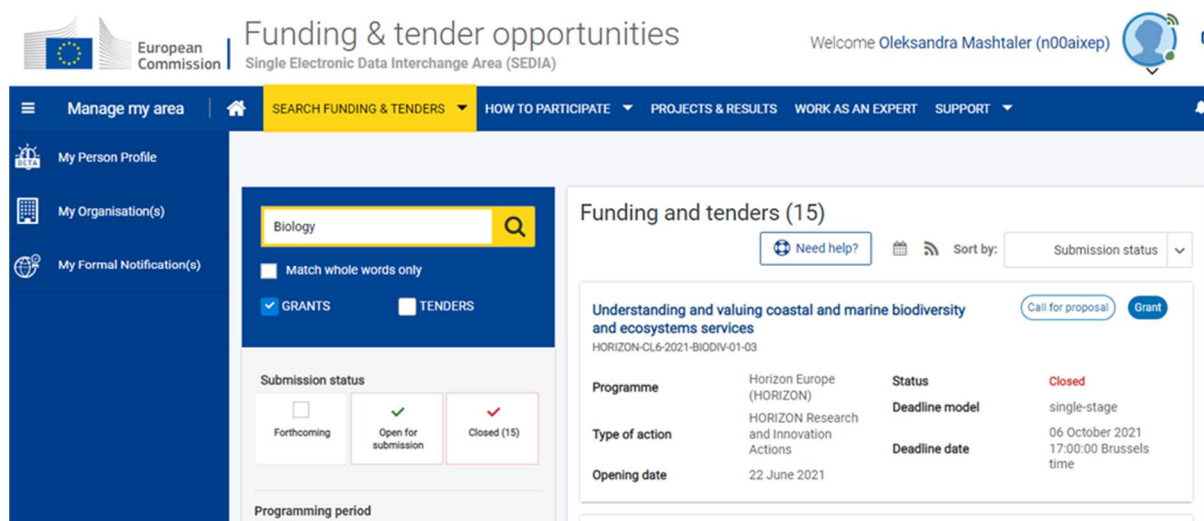 European
Commission
Funding & tender opportunities
Single Electronic Data Interchange Area (SEDIA)
Welcome Oleksandra Mashtaler (n00aixep)
Manage my area
SEARCH FUNDING & TENDERS
HOW TO PARTICIPATE
PROJECTS & RESULTS
WORK AS AN EXPERT
SUPPORT
BETA
My Person Profile
My Organisation(s)
My Formal Notification(s)
Biology
Match whole words only
GRANTS
TENDERS
Submission status
Forthcoming
Open for
submission
Closed (15)
Programming period
Funding and tenders (15)
Need help?
Sort by:
Submission status
Understanding and valuing coastal and marine biodiversity
and ecosystems services
HORIZON-CL6-2021-BIODIV-01-03
Call for proposal
Grant
Programme
Horizon Europe
(HORIZON)
Type of action
HORIZON Research
and Innovation
Actions
Opening date
22 June 2021
Status
Closed
Deadline model
single-stage
Deadline date
06 October 2021
17:00:00 Brussels
time